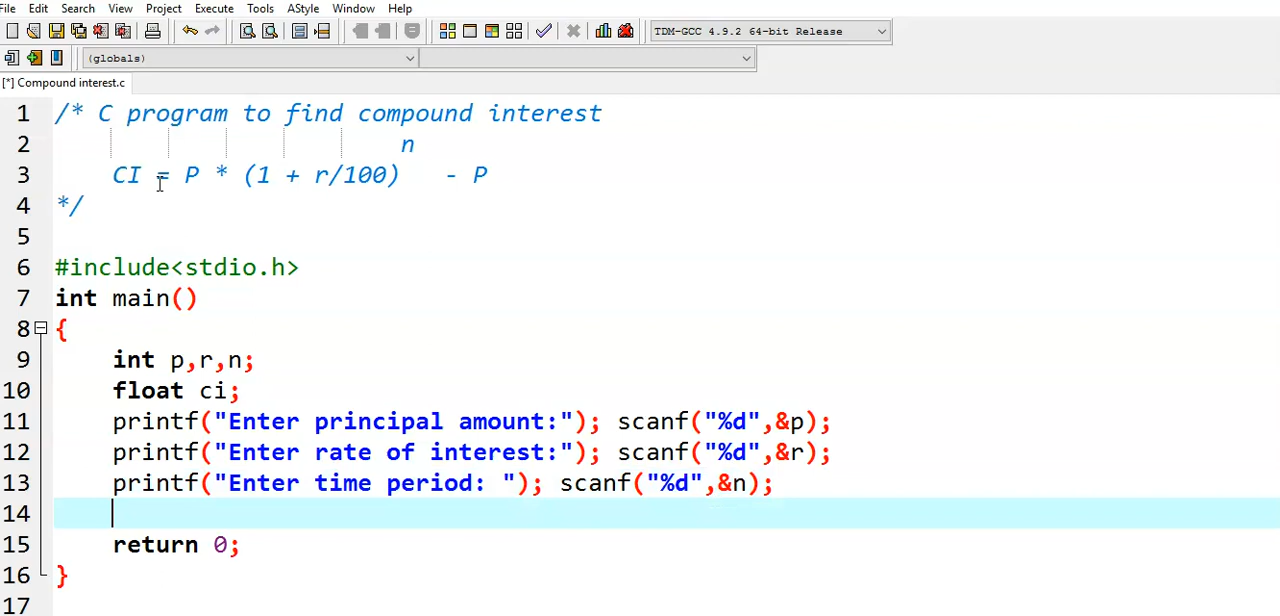 File Edit Search View Project Execute Tools AStyle Window Help
TDM-GCC 4.9.2 64-bit Release
(globals)
[*] Compound interest.c
1 /* C program to find compound interest
2 n
3 CI = P * (1 + r/100) - P
4 */
5
6 #include<stdio.h>
7 int main()
8 {
9 int p,r,n;
10 float ci;
11 printf("Enter principal amount:"); scanf("%d",&p);
12 printf("Enter rate of interest:"); scanf("%d",&r);
13 printf("Enter time period: "); scanf("%d",&n);
14
15 return 0;
16 }
17